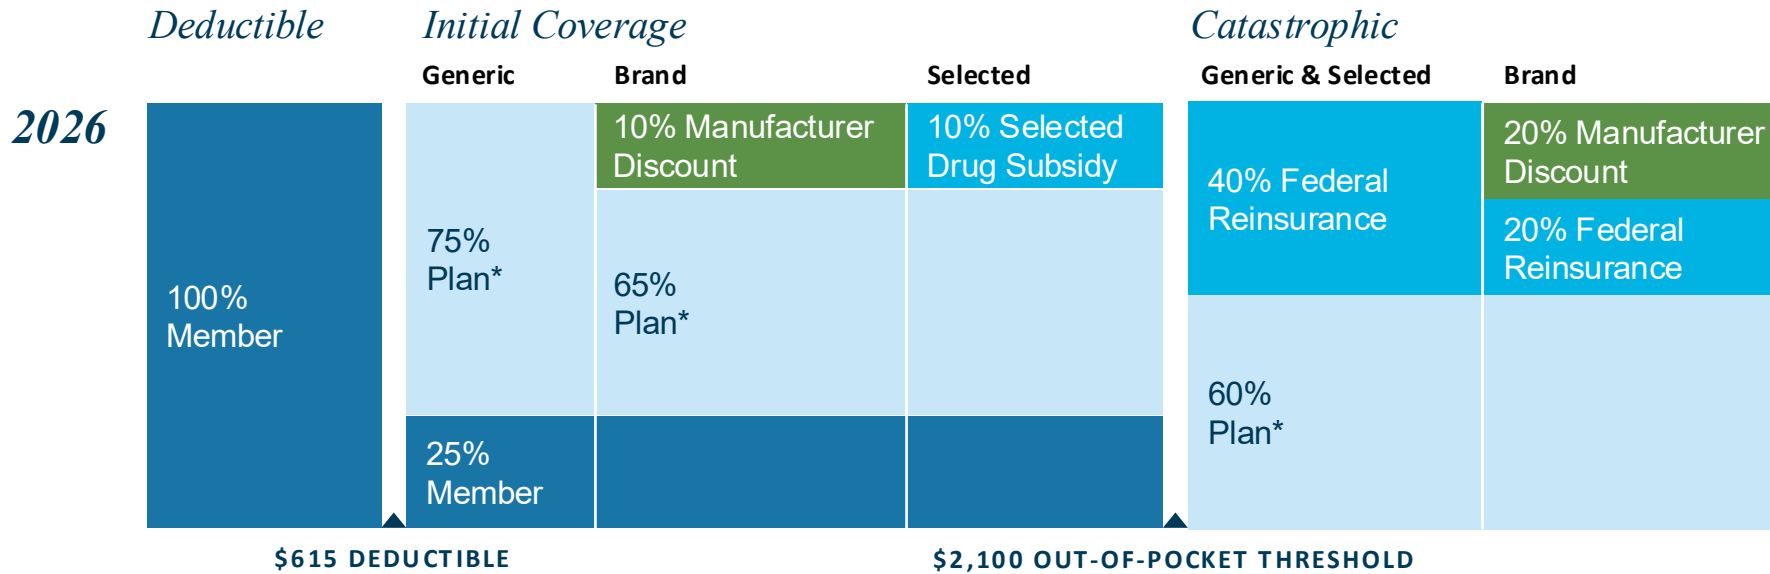 Deductible
Initial Coverage
Catastrophic
Generic
Brand
Selected
Generic & Selected
Brand
2026
100%
Member
75%
Plan*
25%
Member
10% Manufacturer
Discount
65%
Plan*
10% Selected
Drug Subsidy
40% Federal
Reinsurance
60%
Plan*
20% Manufacturer
Discount
20% Federal
Reinsurance
$615 DEDUCTIBLE
$2,100 OUT-OF-POCKET THRESHOLD